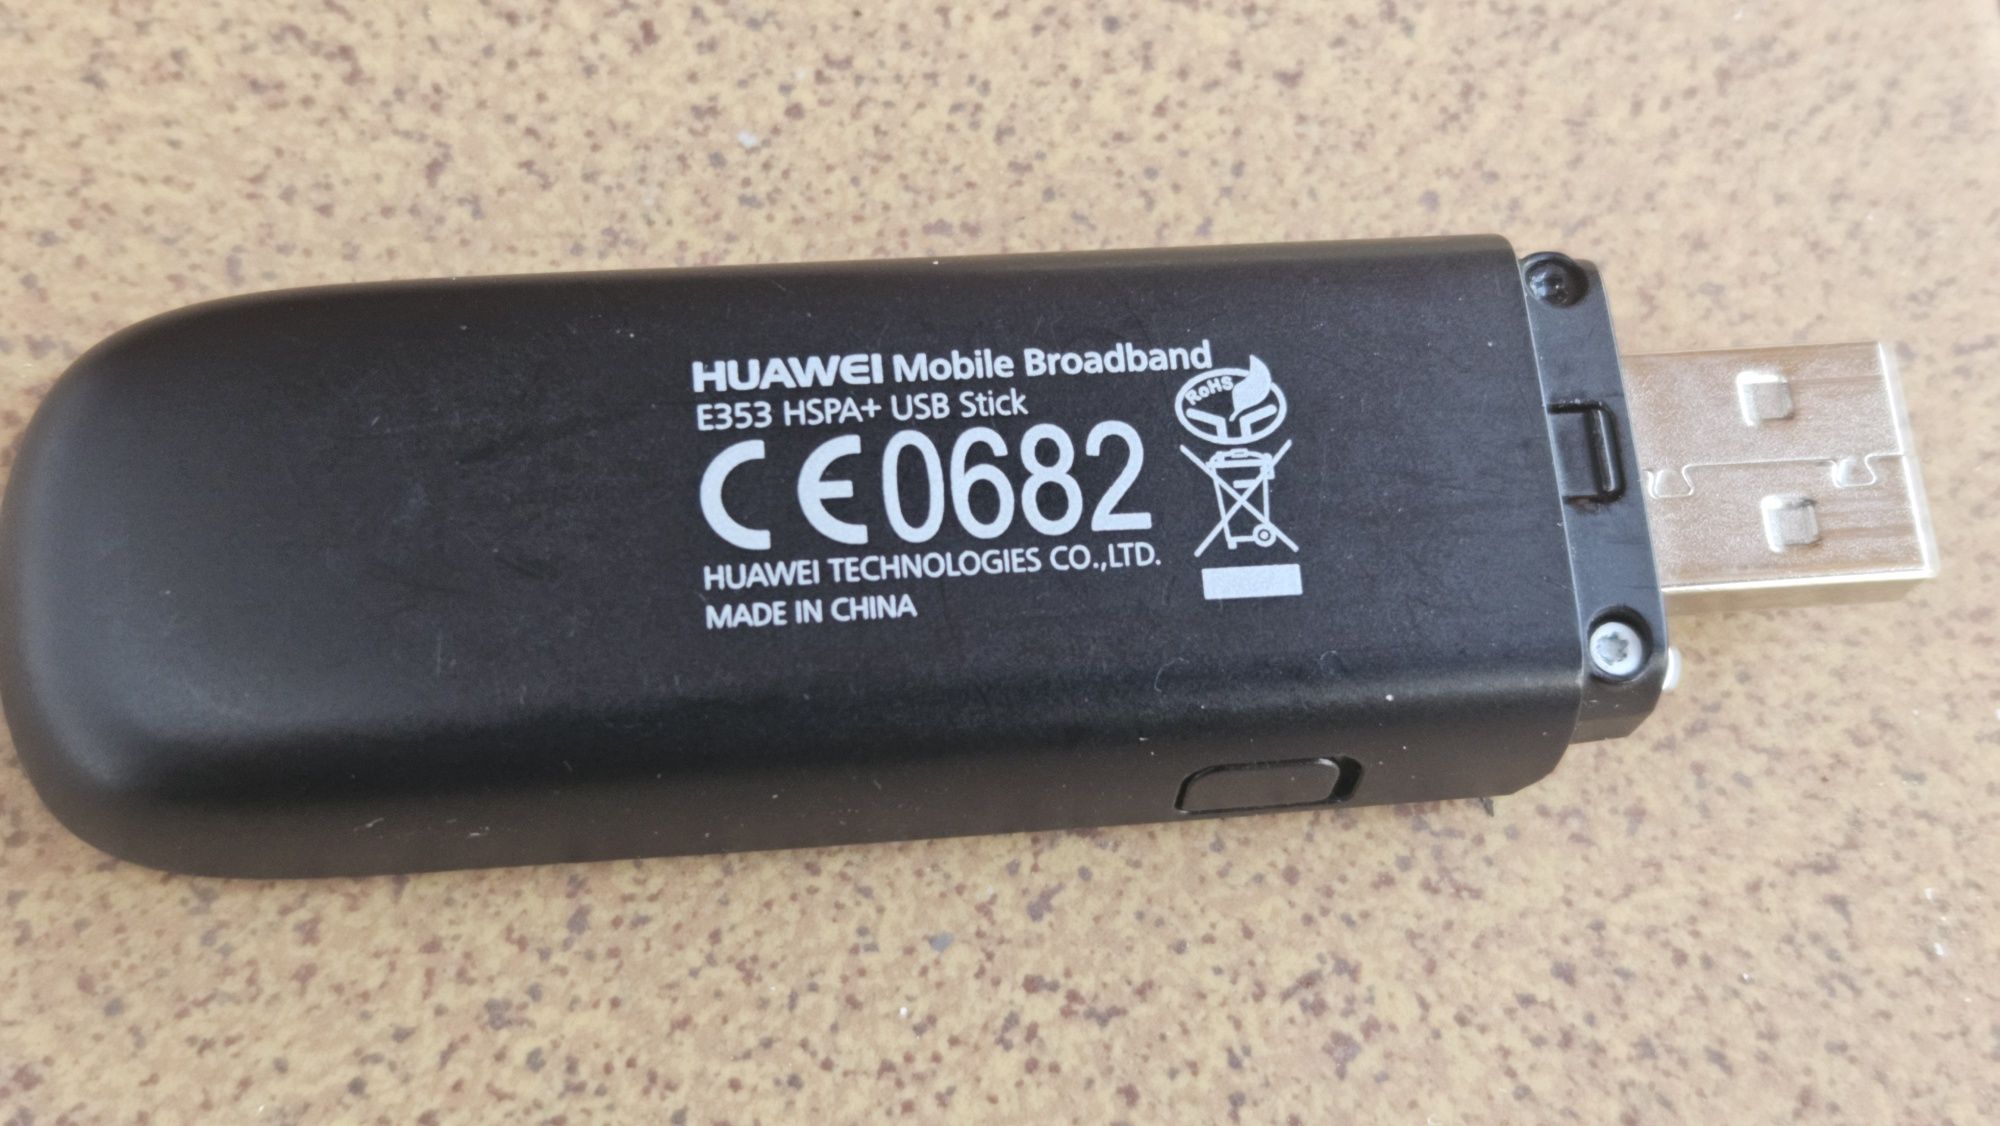 HUAWEI Mobile Broadband
E353 HSPA+ USB Stick
RoHS
CE0682
HUAWEI TECHNOLOGIES CO.,LTD.
MADE IN CHINA